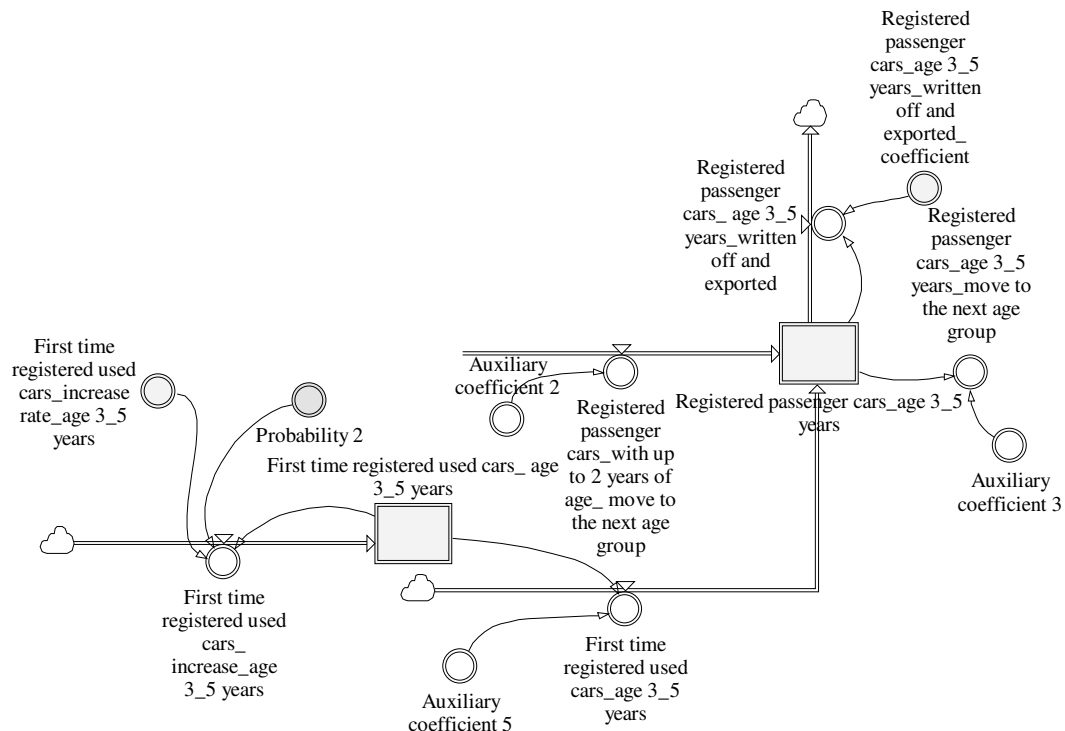 Registered
passenger
cars_age 3_5
years_written
off and
exported_
coefficient
Registered
passenger
cars_ age 3_5
years_written
off and
exported
Registered
passenger
cars_age 3_5
years_move to
the next age
group
First time
registered used
cars_increase
rate_age 3_5
years
Probability 2
Auxiliary
coefficient 2
Registered passenger cars_age 3_5
years
Registered
passenger
cars_with up
to 2 years of
age_ move to
the next age
group
First time registered used cars_ age
3_5 years
Auxiliary
coefficient 3
First time
registered used
cars_
increase_age
3_5 years
First time
registered used
cars_age 3_5
years
Auxiliary
coefficient 5